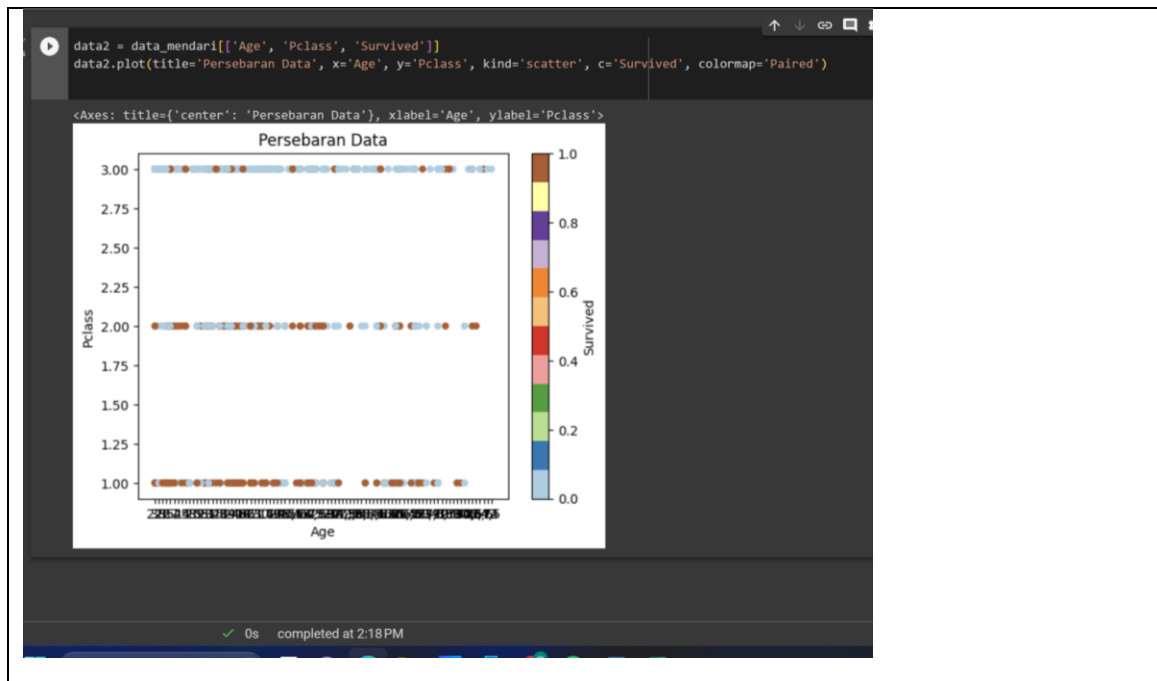 data2 = data_mendari[['Age', 'Pclass', 'Survived']]
data2.plot(title='Persebaran Data', x='Age', y='Pclass', kind='scatter', c='Survived', colormap='Paired')
<Axes: title={'center': 'Persebaran Data'}, xlabel='Age', ylabel='Pclass'>
Persebaran Data
3.00
2.75
2.50
2.25
2.00
1.75
1.50
1.25
1.00
Pclass
Age
1.0
0.8
0.6
0.4
0.2
0.0
Survived
0s completed at 2:18 PM